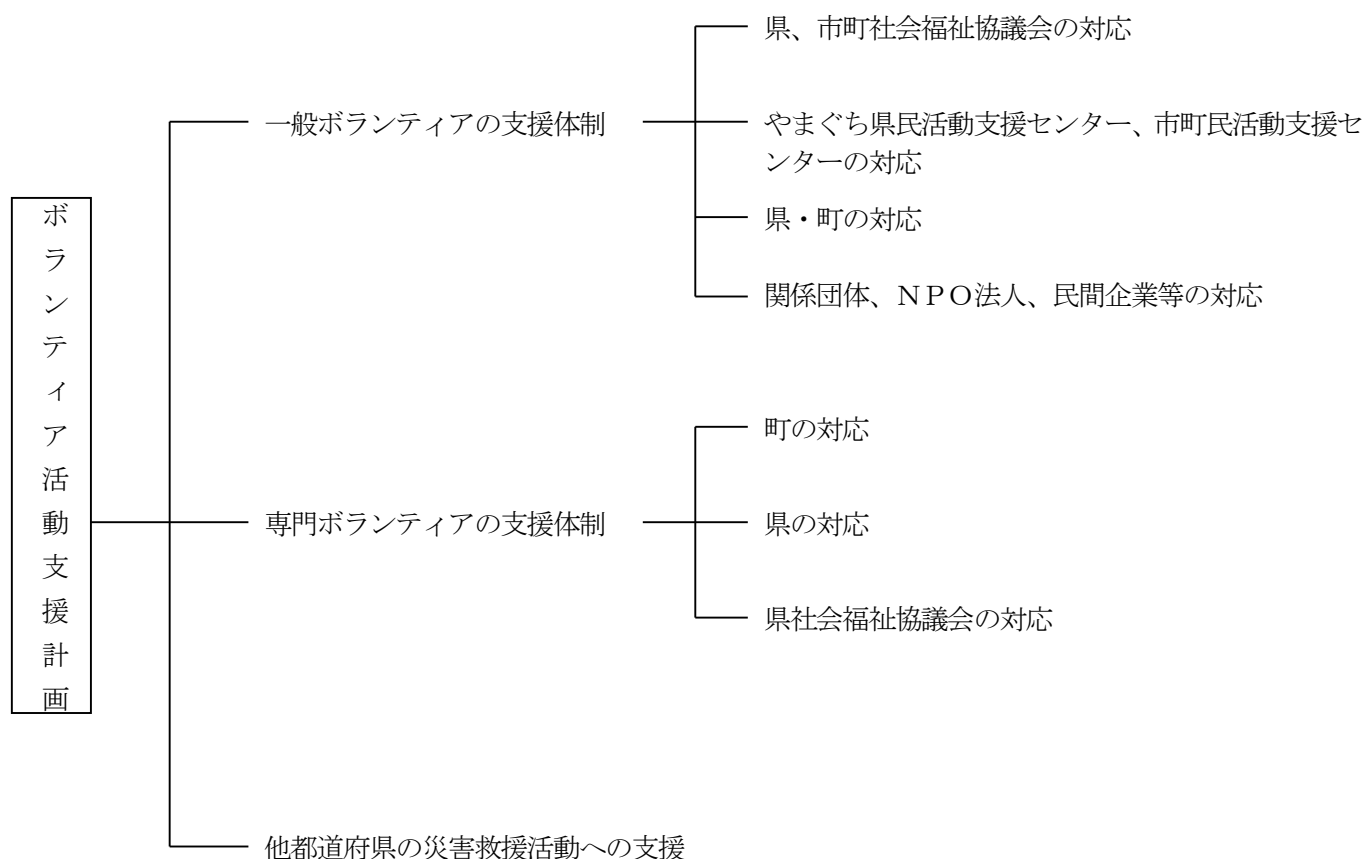 ボランティア活動支援計画
一般ボランティアの支援体制
県、市町社会福祉協議会の対応
やまぐち県民活動支援センター、市町民活動支援セ
ンターの対応
県・町の対応
関係団体、ＮＰＯ法人、民間企業等の対応
専門ボランティアの支援体制
町の対応
県の対応
県社会福祉協議会の対応
他都道府県の災害救援活動への支援